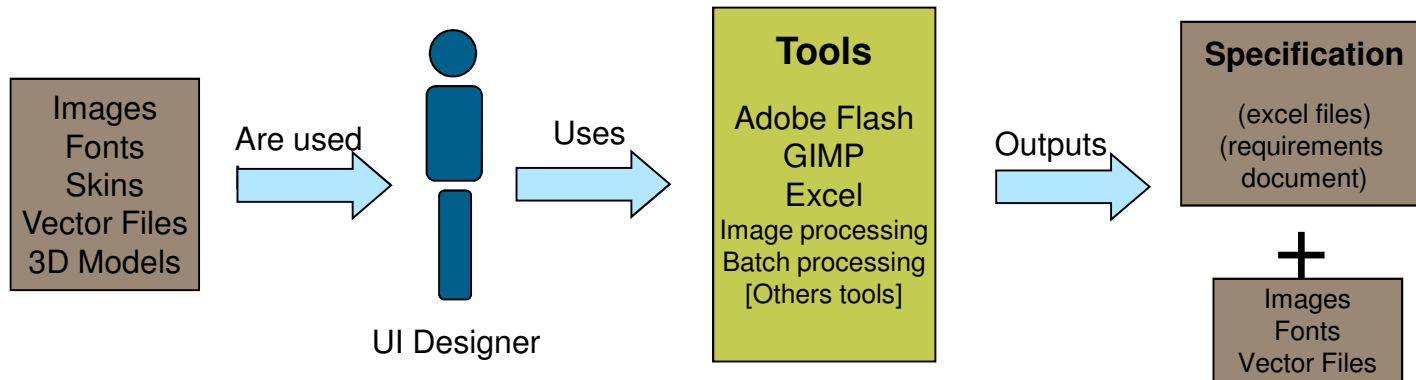 Images
Fonts
Skins
Vector Files
3D Models
Are used
UI Designer
Uses
Tools
Adobe Flash
GIMP
Excel
Image processing
Batch processing
[Others tools]
Outputs
Specification
(excel files)
(requirements
document)
+
Images
Fonts
Vector Files